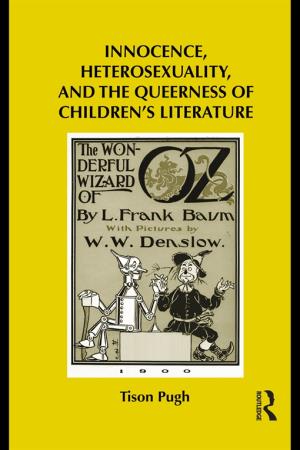 INNOCENCE,
HETEROSEXUALITY,
AND THE QUEERNESS OF
CHILDREN'S LITERATURE
The WON-
DERFUL
WIZARD
OF
OZ
By L. Frank Baum
With Pictures by
W. W. Denslow.
1900
Tison Pugh
R
ROUTLEDGE